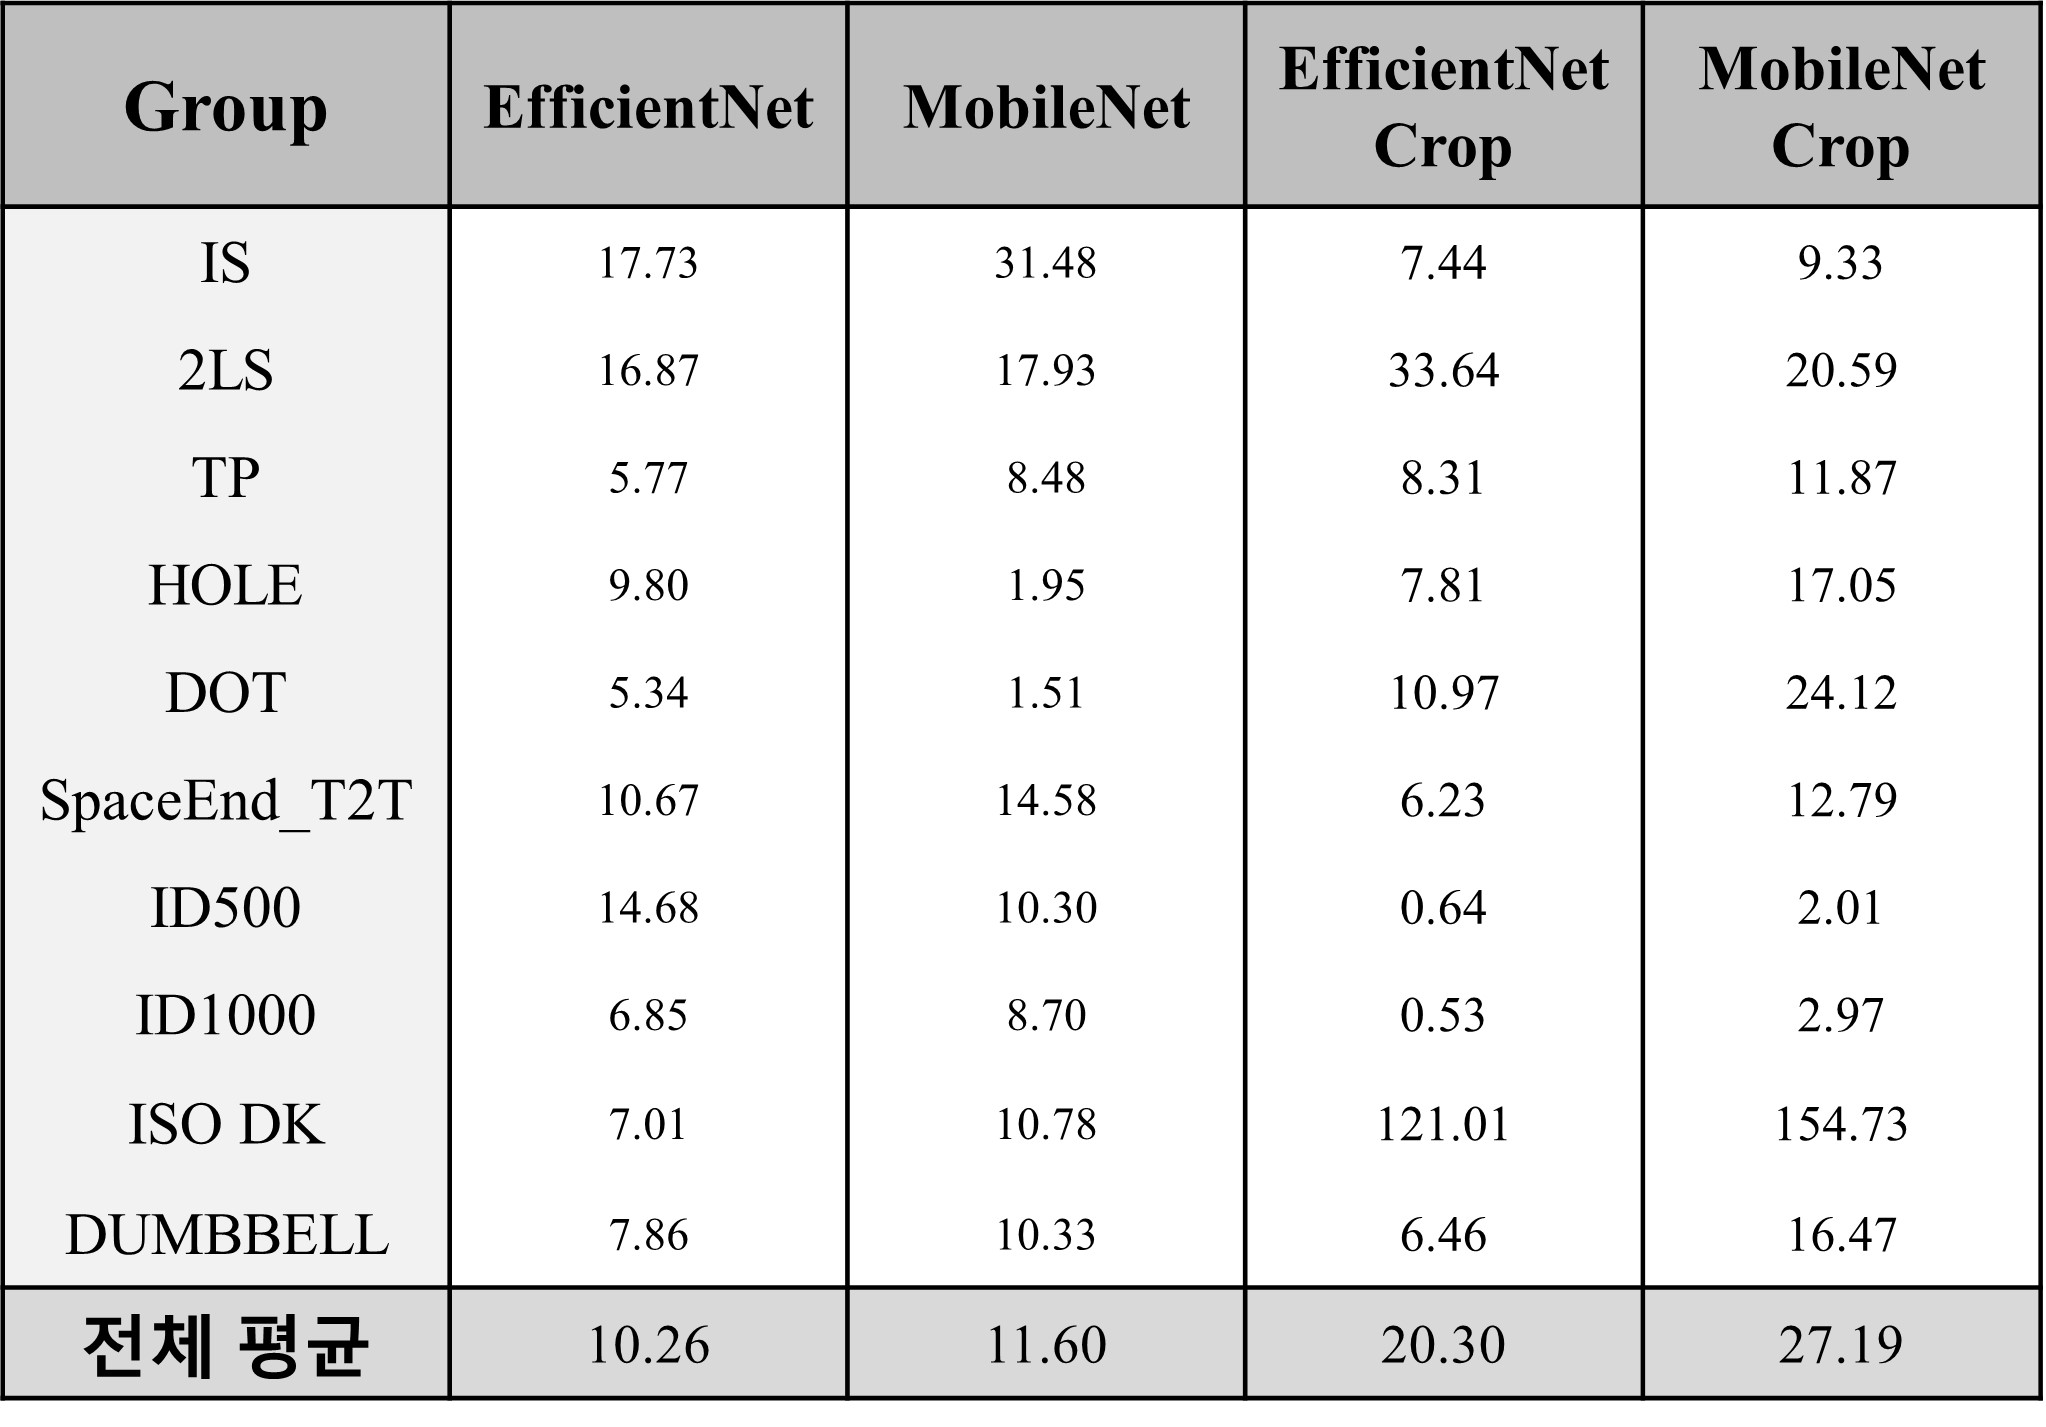 Group EfficientNet MobileNet EfficientNet Crop MobileNet Crop
IS 17.73 31.48 7.44 9.33
2LS 16.87 17.93 33.64 20.59
TP 5.77 8.48 8.31 11.87
HOLE 9.80 1.95 7.81 17.05
DOT 5.34 1.51 10.97 24.12
SpaceEnd_T2T 10.67 14.58 6.23 12.79
ID500 14.68 10.30 0.64 2.01
ID1000 6.85 8.70 0.53 2.97
ISO DK 7.01 10.78 121.01 154.73
DUMBBELL 7.86 10.33 6.46 16.47
전체 평균 10.26 11.60 20.30 27.19